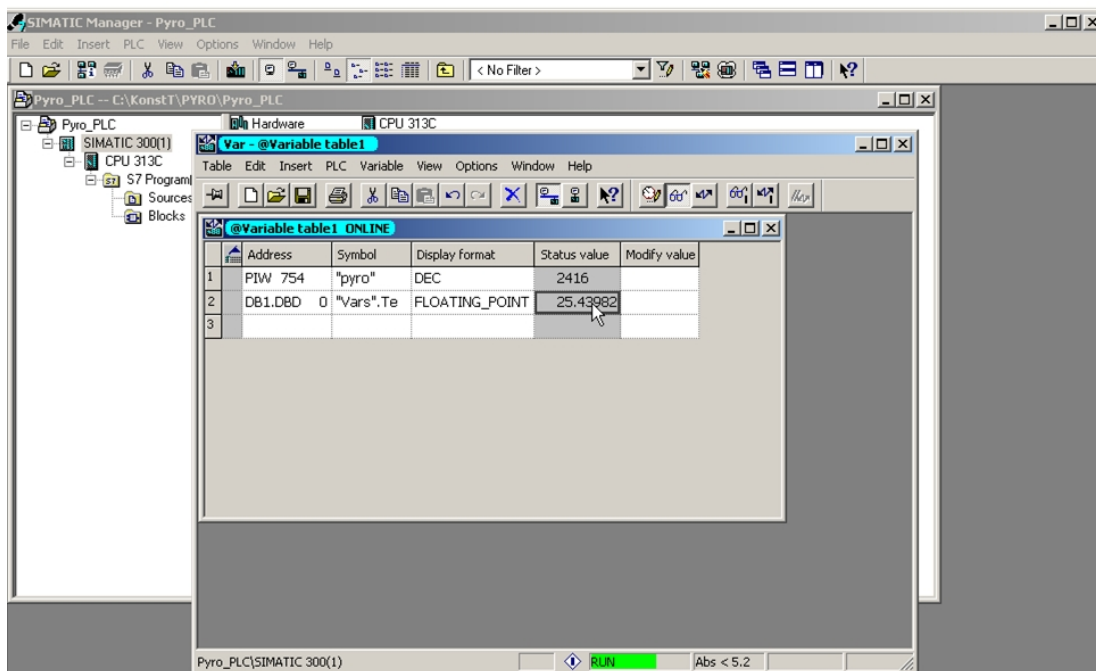 SIMATIC Manager - Pyro_PLC
File Edit Insert PLC View Options Window Help
< No Filter >
Pyro_PLC -- C:\KonstT\PYRO\Pyro_PLC
Pyro_PLC
SIMATIC 300(1)
CPU 313C
S7 Program
Sources
Blocks
Hardware CPU 313C
Var - @Variable table1
Table Edit Insert PLC Variable View Options Window Help
@Variable table1 ONLINE
Address Symbol Display format Status value Modify value
1 PIW 754 "pyro" DEC 2416
2 DB1.DBD 0 "Vars".Te FLOATING_POINT 25.43982
3
Pyro_PLC\SIMATIC 300(1) RUN Abs < 5.2